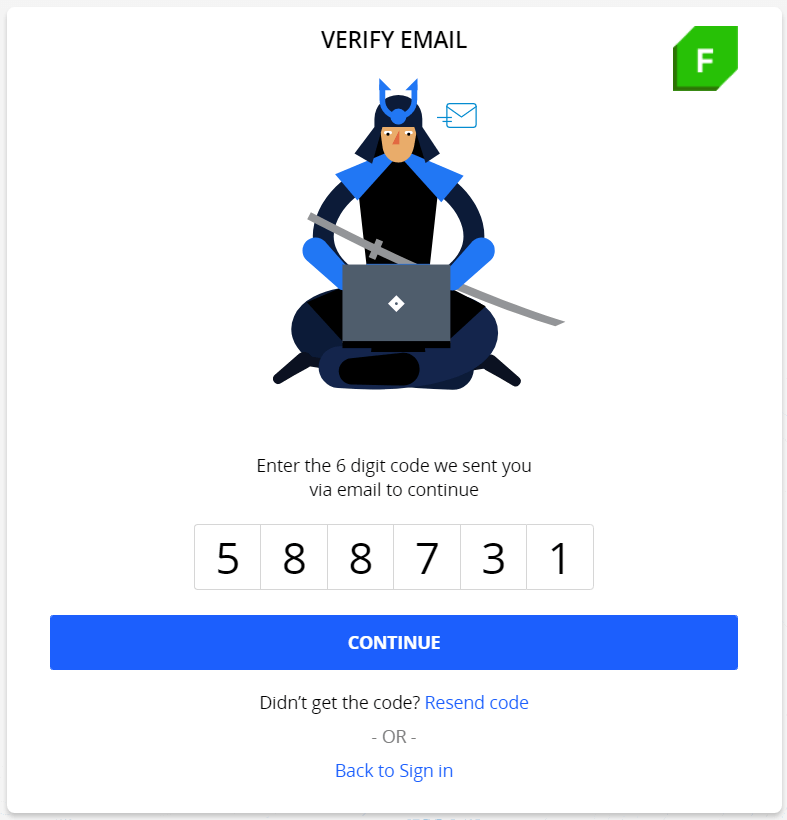 VERIFY EMAIL
F
Enter the 6 digit code we sent you
via email to continue
5 8 8 7 3 1
CONTINUE
Didn’t get the code? Resend code
- OR -
Back to Sign in